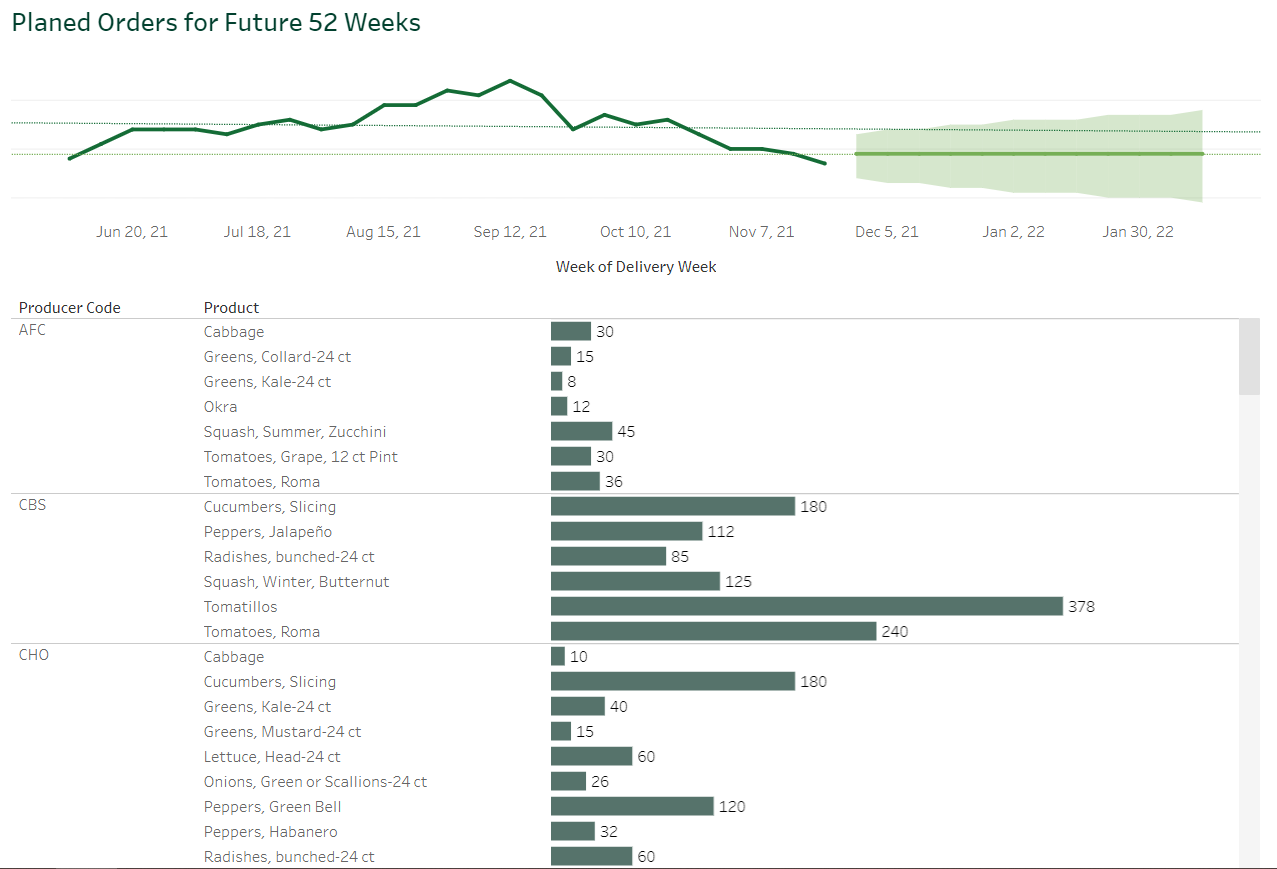 Planed Orders for Future 52 Weeks
Jun 20, 21 Jul 18, 21 Aug 15, 21 Sep 12, 21 Oct 10, 21 Nov 7, 21 Dec 5, 21 Jan 2, 22 Jan 30, 22
Week of Delivery Week
Producer Code Product
AFC Cabbage 30
Greens, Collard-24 ct 15
Greens, Kale-24 ct 8
Okra 12
Squash, Summer, Zucchini 45
Tomatoes, Grape, 12 ct Pint 30
Tomatoes, Roma 36
CBS Cucumbers, Slicing 180
Peppers, Jalapeño 112
Radishes, bunched-24 ct 85
Squash, Winter, Butternut 125
Tomatillos 378
Tomatoes, Roma 240
CHO Cabbage 10
Cucumbers, Slicing 180
Greens, Kale-24 ct 40
Greens, Mustard-24 ct 15
Lettuce, Head-24 ct 60
Onions, Green or Scallions-24 ct 26
Peppers, Green Bell 120
Peppers, Habanero 32
Radishes, bunched-24 ct 60